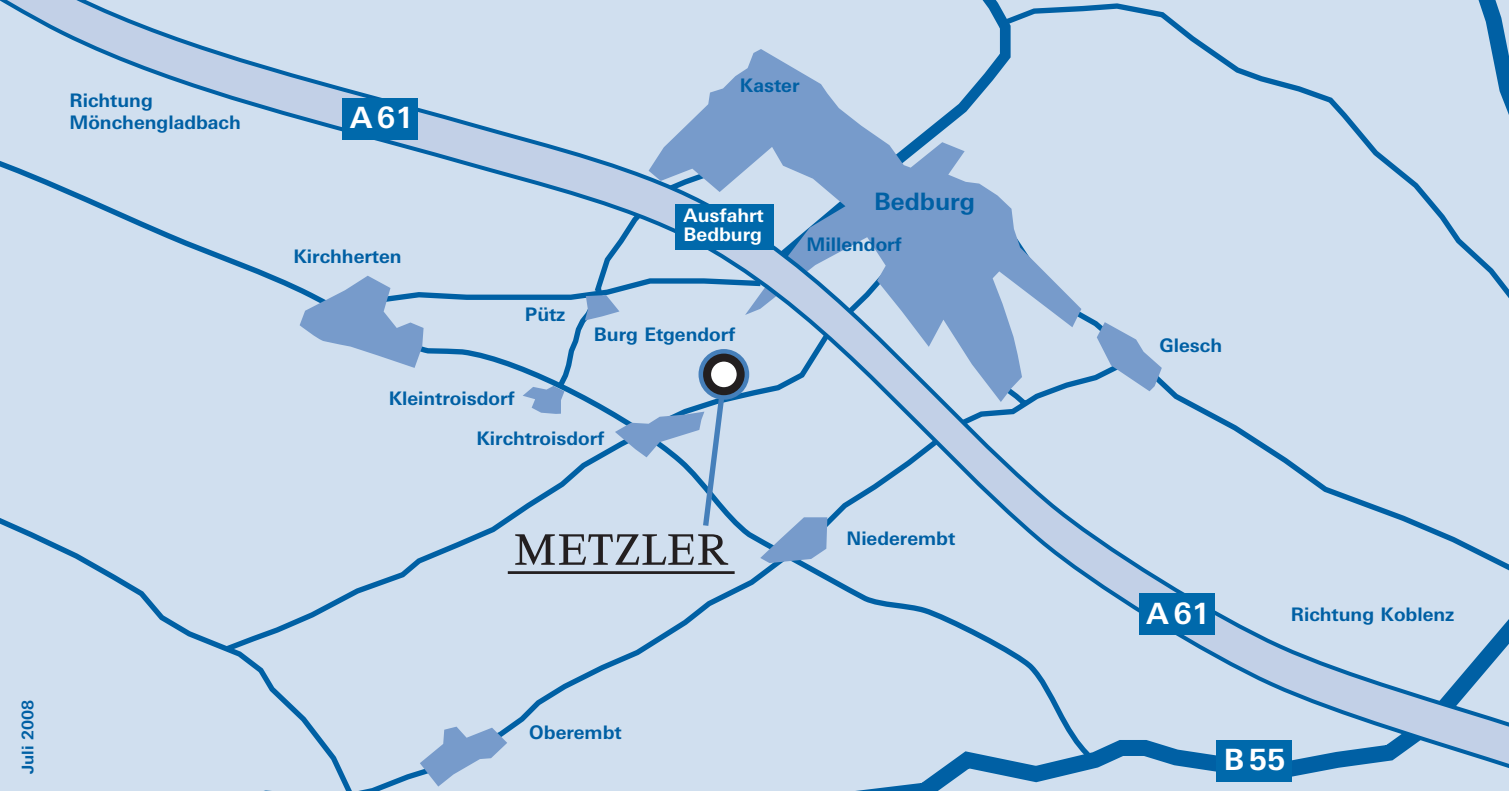 Kaster
Richtung
Mönchengladbach
A 61
Bedburg
Ausfahrt
Bedburg
Millendorf
Kirchherten
Pütz
Burg Etgendorf
Glesch
Kleintroisdorf
Kirchtroisdorf
METZLER
Niederembt
A 61
Richtung Koblenz
Oberembt
Juli 2008
B 55